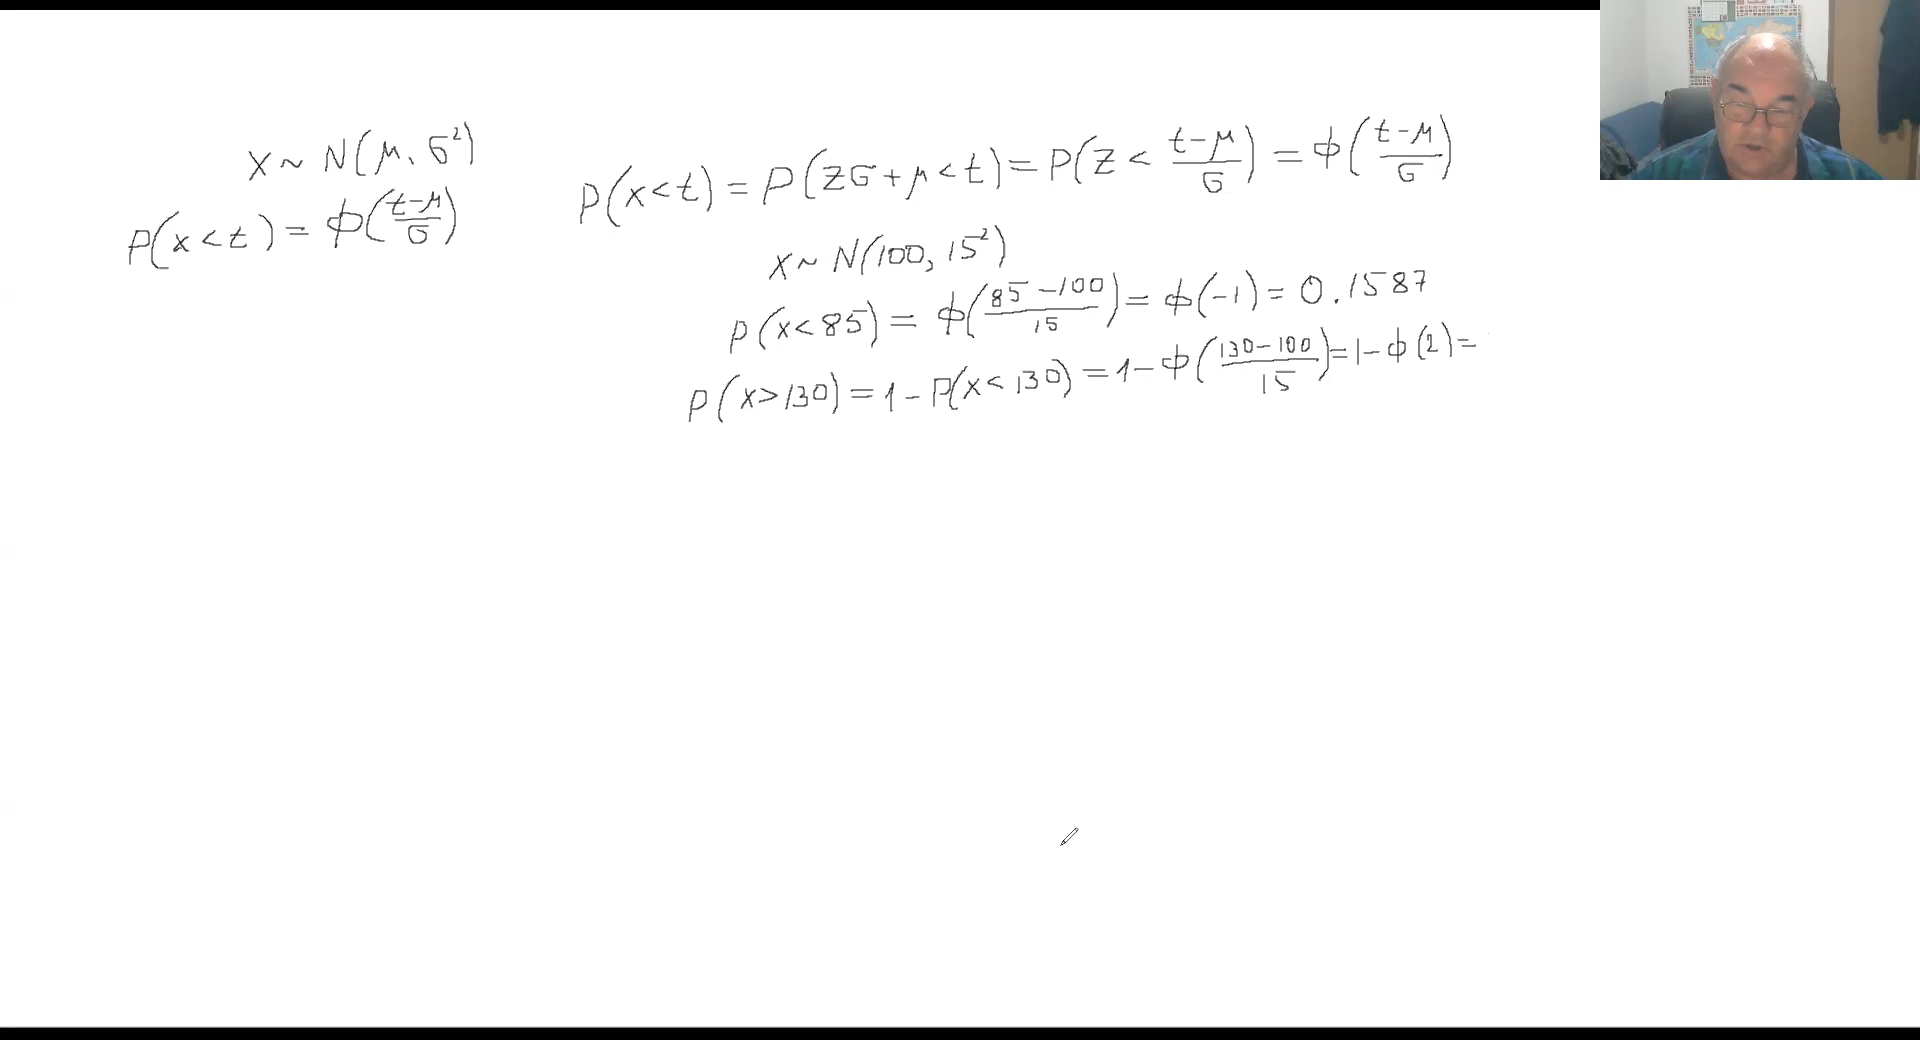 X ~ N(μ, σ²)
P(x < t) = Φ((t-μ)/σ)
P(x < t) = P(Zσ + μ < t) = P(Z < (t-μ)/σ) = Φ((t-μ)/σ)
X ~ N(100, 15²)
P(x < 85) = Φ((85-100)/15) = Φ(-1) = 0.1587
P(x > 130) = 1 - P(x < 130) = 1 - Φ((130-100)/15) = 1 - Φ(2) =